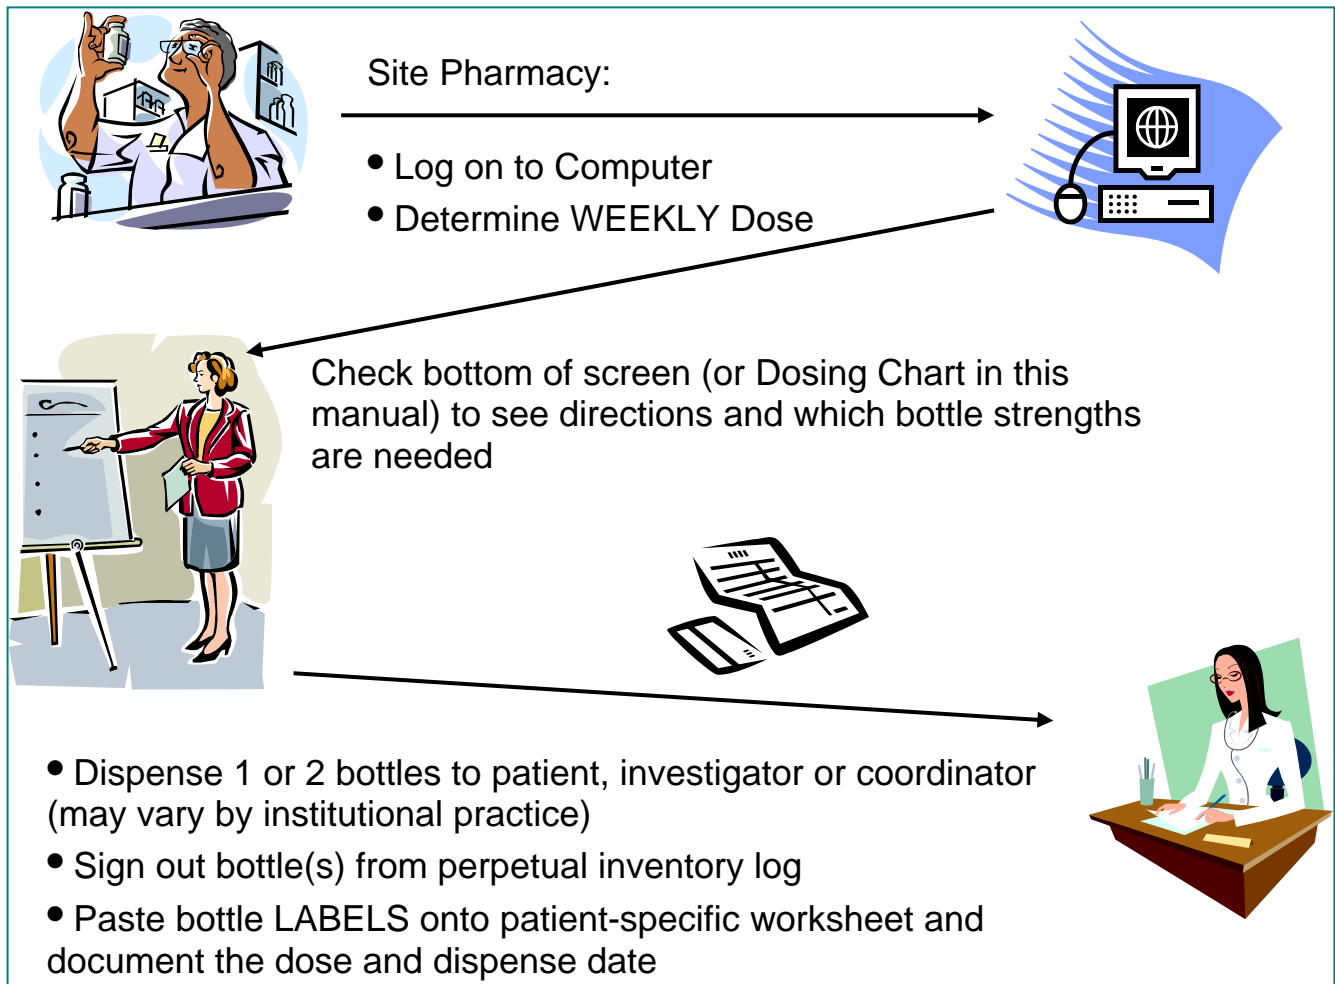 Site Pharmacy:
• Log on to Computer
• Determine WEEKLY Dose
Check bottom of screen (or Dosing Chart in this
manual) to see directions and which bottle strengths
are needed
• Dispense 1 or 2 bottles to patient, investigator or coordinator
(may vary by institutional practice)
• Sign out bottle(s) from perpetual inventory log
• Paste bottle LABELS onto patient-specific worksheet and
document the dose and dispense date